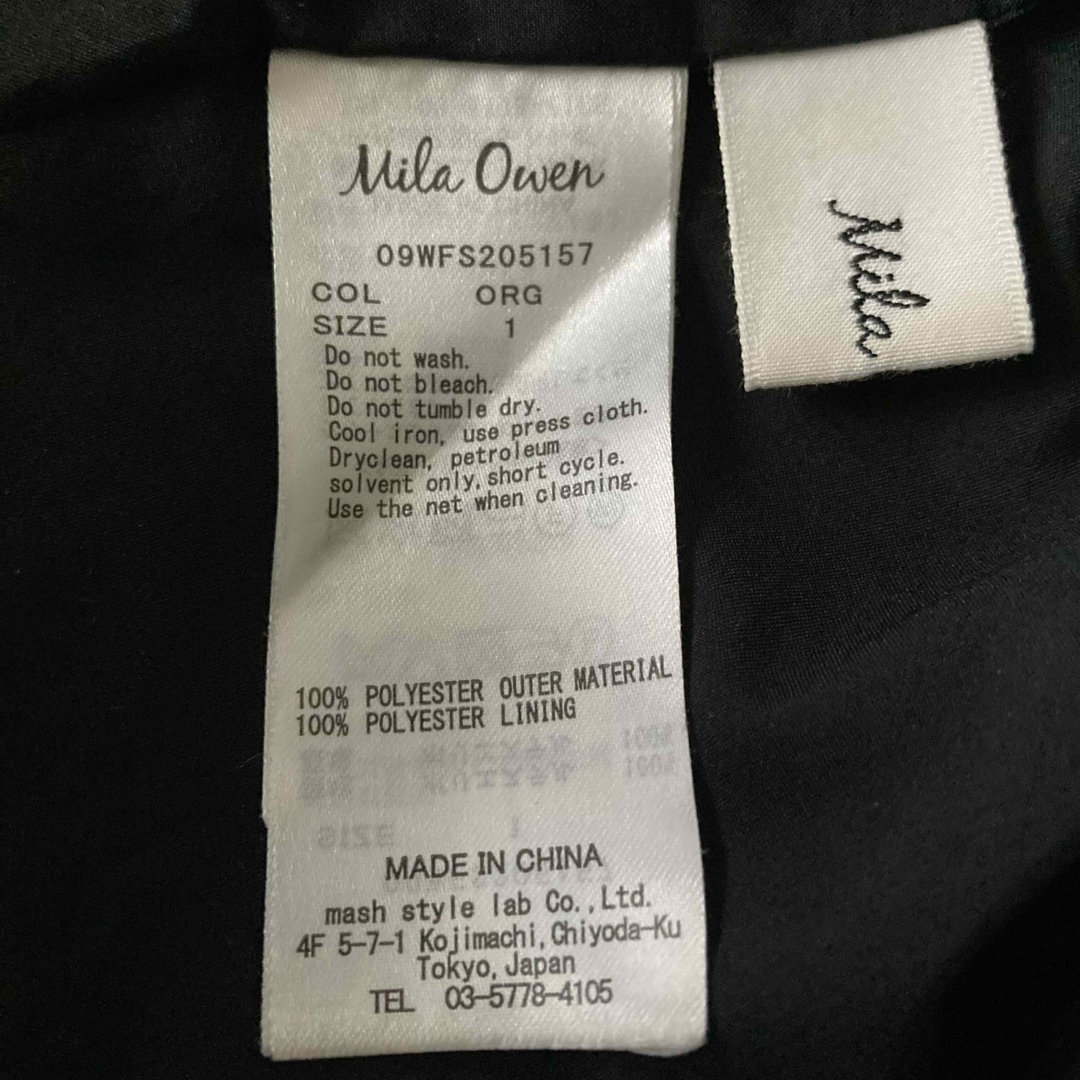 Mila Owen
09WFS205157
COL ORG
SIZE 1
Do not wash.
Do not bleach.
Do not tumble dry.
Cool iron, use press cloth.
Dryclean, petroleum
solvent only, short cycle.
Use the net when cleaning.
100% POLYESTER OUTER MATERIAL
100% POLYESTER LINING
MADE IN CHINA
mash style lab Co.,Ltd.
4F 5-7-1 Kojimachi,Chiyoda-Ku
Tokyo,Japan
TEL 03-5778-4105
Mila